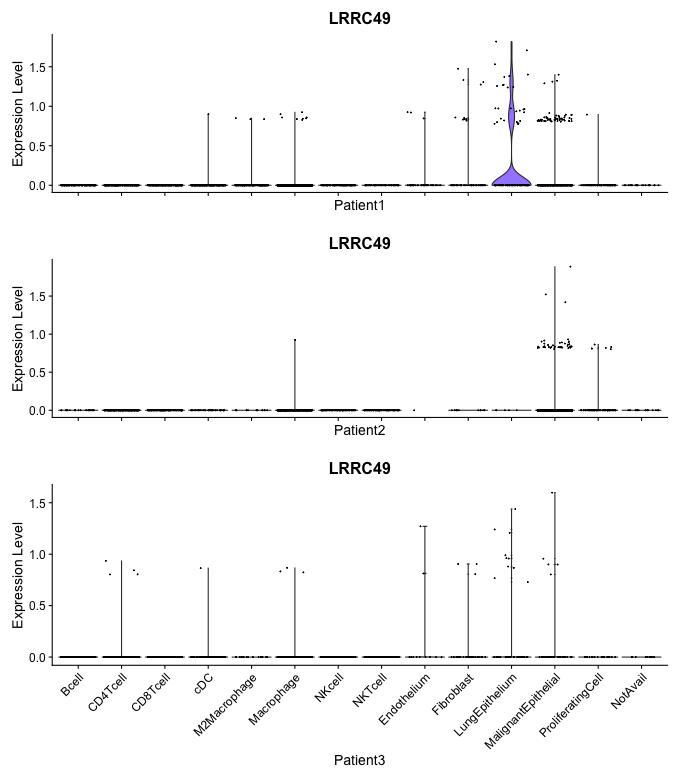 LRRC49
Expression Level
1.5
1.0
0.5
0.0
Patient1
LRRC49
Expression Level
1.5
1.0
0.5
0.0
Patient2
LRRC49
Expression Level
1.5
1.0
0.5
0.0
Bcell
CD4Tcell
CD8Tcell
cDC
M2Macrophage
Macrophage
NKcell
NKTcell
Endothelium
Fibroblast
LungEpithelium
MalignantEpithelial
ProliferatingCell
NotAvail
Patient3